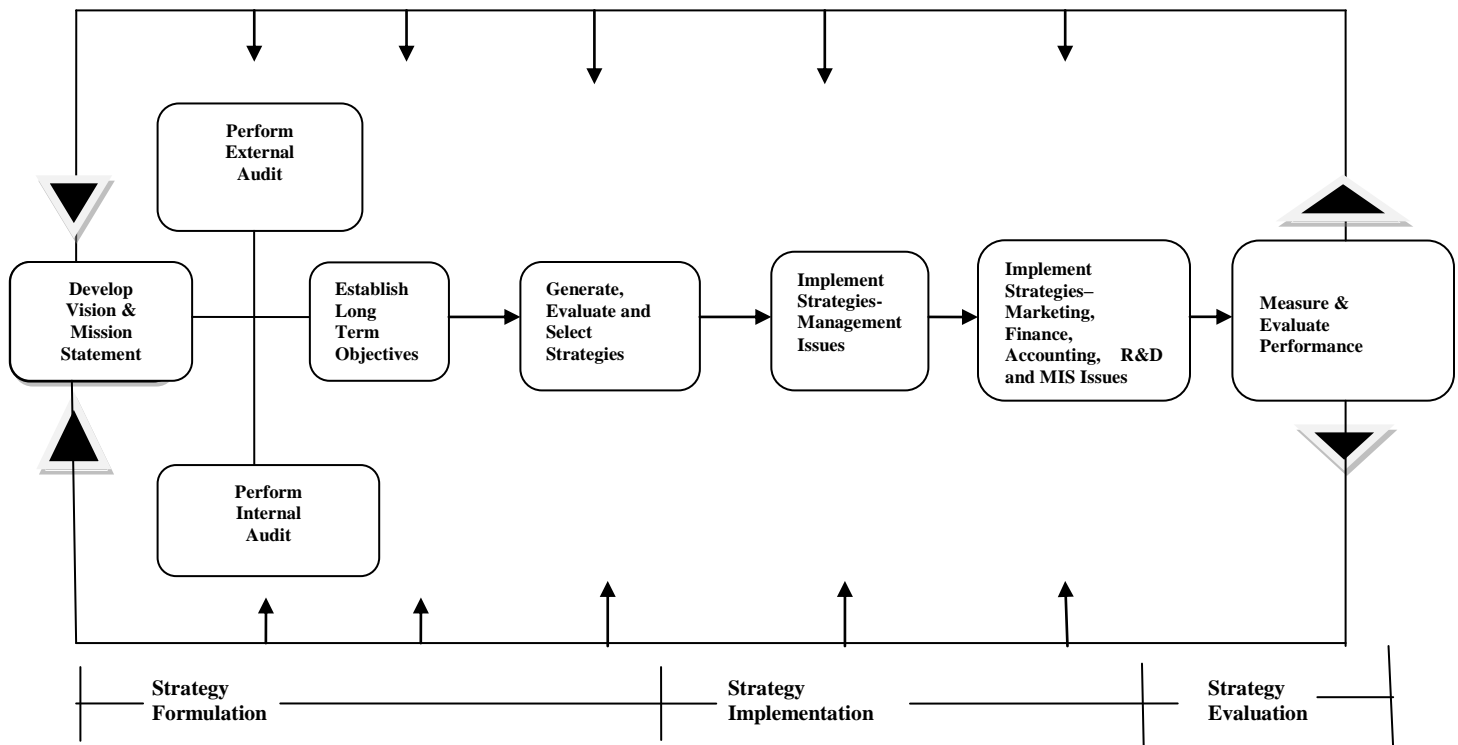 Perform
External
Audit
Develop
Vision &
Mission
Statement
Establish
Long
Term
Objectives
Generate,
Evaluate and
Select
Strategies
Implement
Strategies-
Management
Issues
Implement
Strategies–
Marketing,
Finance,
Accounting, R&D
and MIS Issues
Measure &
Evaluate
Performance
Perform
Internal
Audit
Strategy
Formulation
Strategy
Implementation
Strategy
Evaluation